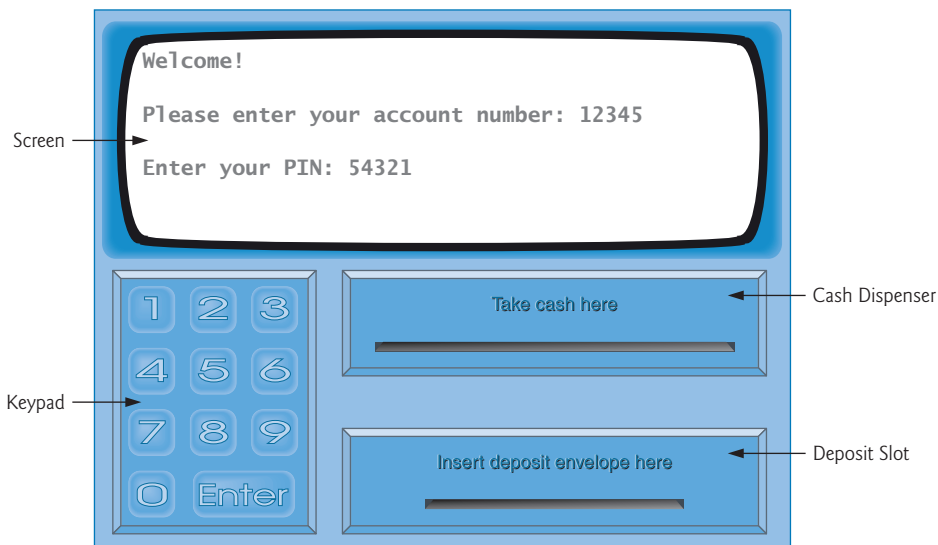 Welcome!
Please enter your account number: 12345
Screen
Enter your PIN: 54321
1 2 3
Take cash here
Cash Dispenser
4 5 6
Keypad
7 8 9
Insert deposit envelope here
Deposit Slot
0 Enter